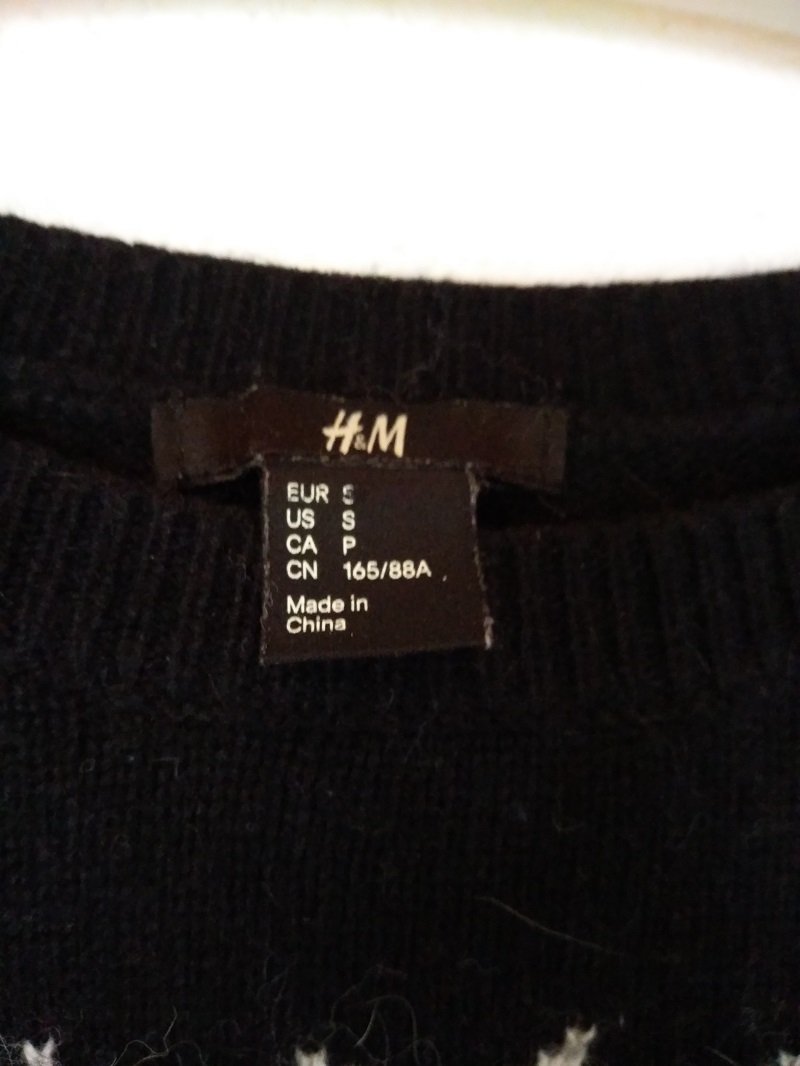 H&M
EUR S
US S
CA P
CN 165/88A
Made in
China